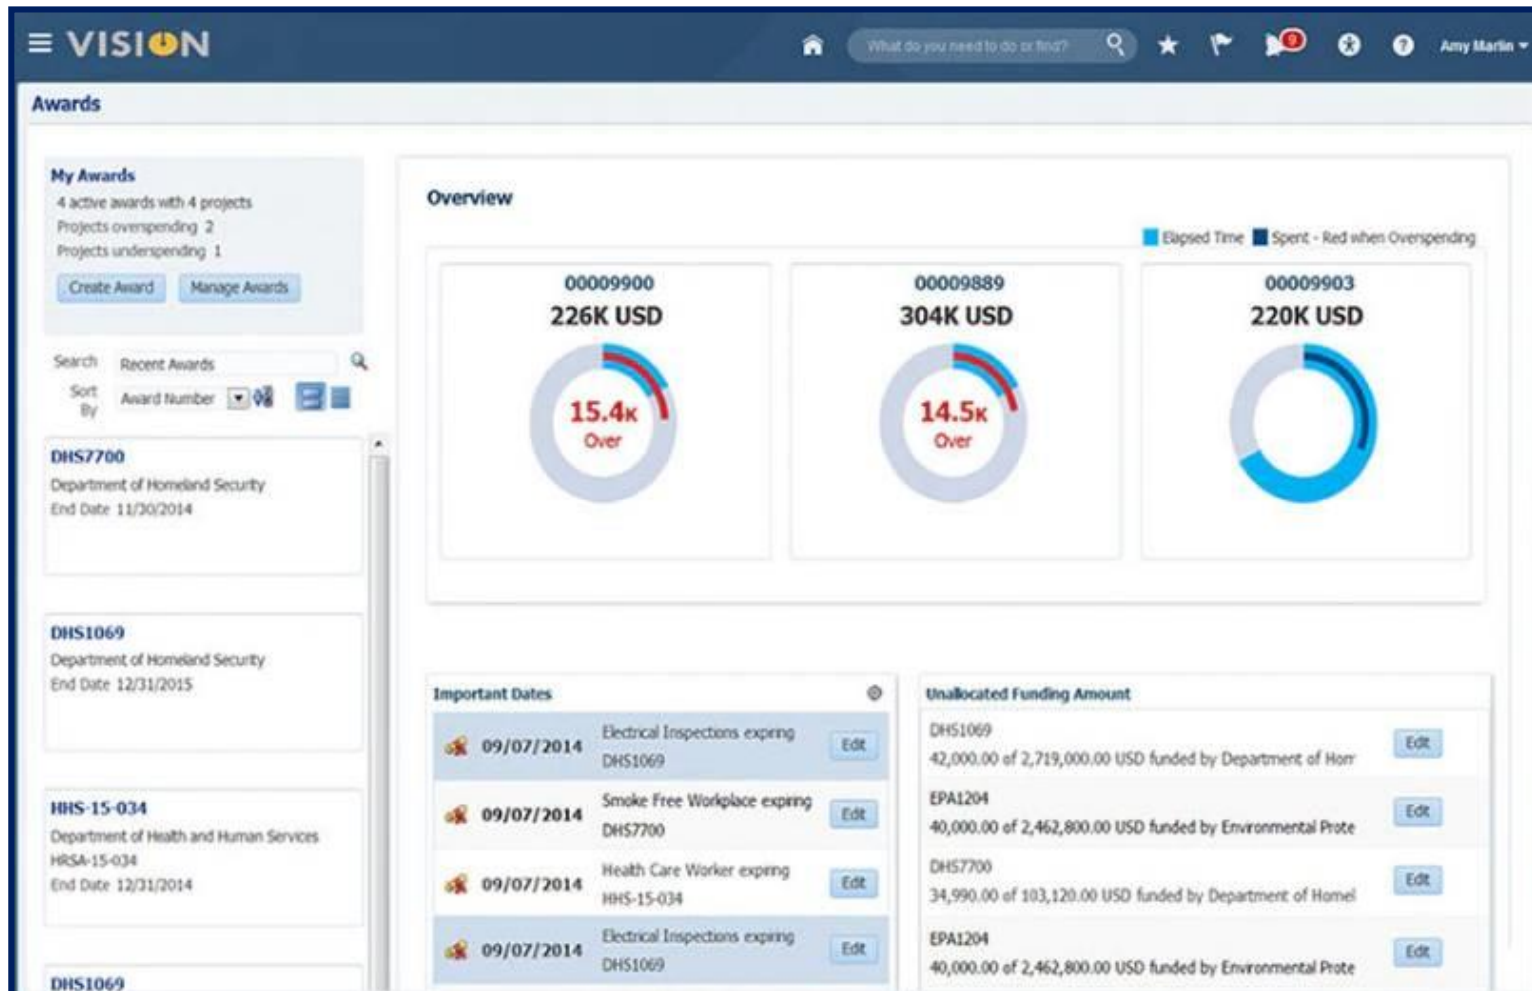 VISION
What do you need to do or find?
9
Amy Marlin
Awards
My Awards
4 active awards with 4 projects
Projects overspending 2
Projects underspending 1
Create Award
Manage Awards
Search
Recent Awards
Sort By
Award Number
DHS7700
Department of Homeland Security
End Date 11/30/2014
DHS1069
Department of Homeland Security
End Date 12/31/2015
HHS-15-034
Department of Health and Human Services
HRSA-15-034
End Date 12/31/2014
DHS1069
Overview
Elapsed Time
Spent - Red when Overspending
00009900
226K USD
15.4K
Over
00009889
304K USD
14.5K
Over
00009903
220K USD
Important Dates
09/07/2014
Electrical Inspections expiring
DHS1069
Edit
09/07/2014
Smoke Free Workplace expiring
DHS7700
Edit
09/07/2014
Health Care Worker expiring
HHS-15-034
Edit
09/07/2014
Electrical Inspections expiring
DHS1069
Edit
Unallocated Funding Amount
DHS1069
42,000.00 of 2,719,000.00 USD funded by Department of Hom
Edit
EPA1204
40,000.00 of 2,462,800.00 USD funded by Environmental Prote
Edit
DHS7700
34,990.00 of 103,120.00 USD funded by Department of Homel
Edit
EPA1204
40,000.00 of 2,462,800.00 USD funded by Environmental Prote
Edit